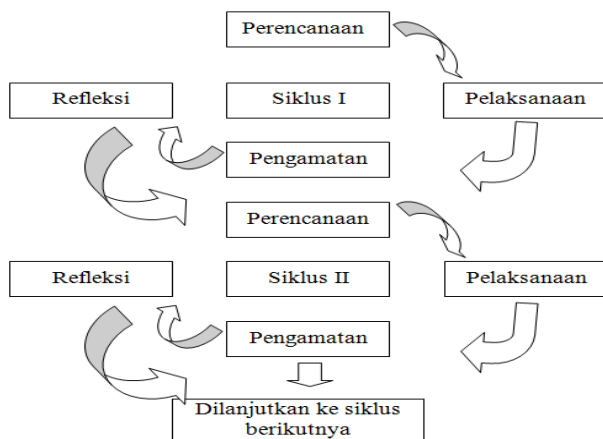 Perencanaan
Refleksi
Siklus I
Pelaksanaan
Pengamatan
Perencanaan
Refleksi
Siklus II
Pelaksanaan
Pengamatan
Dilanjutkan ke siklus
berikutnya